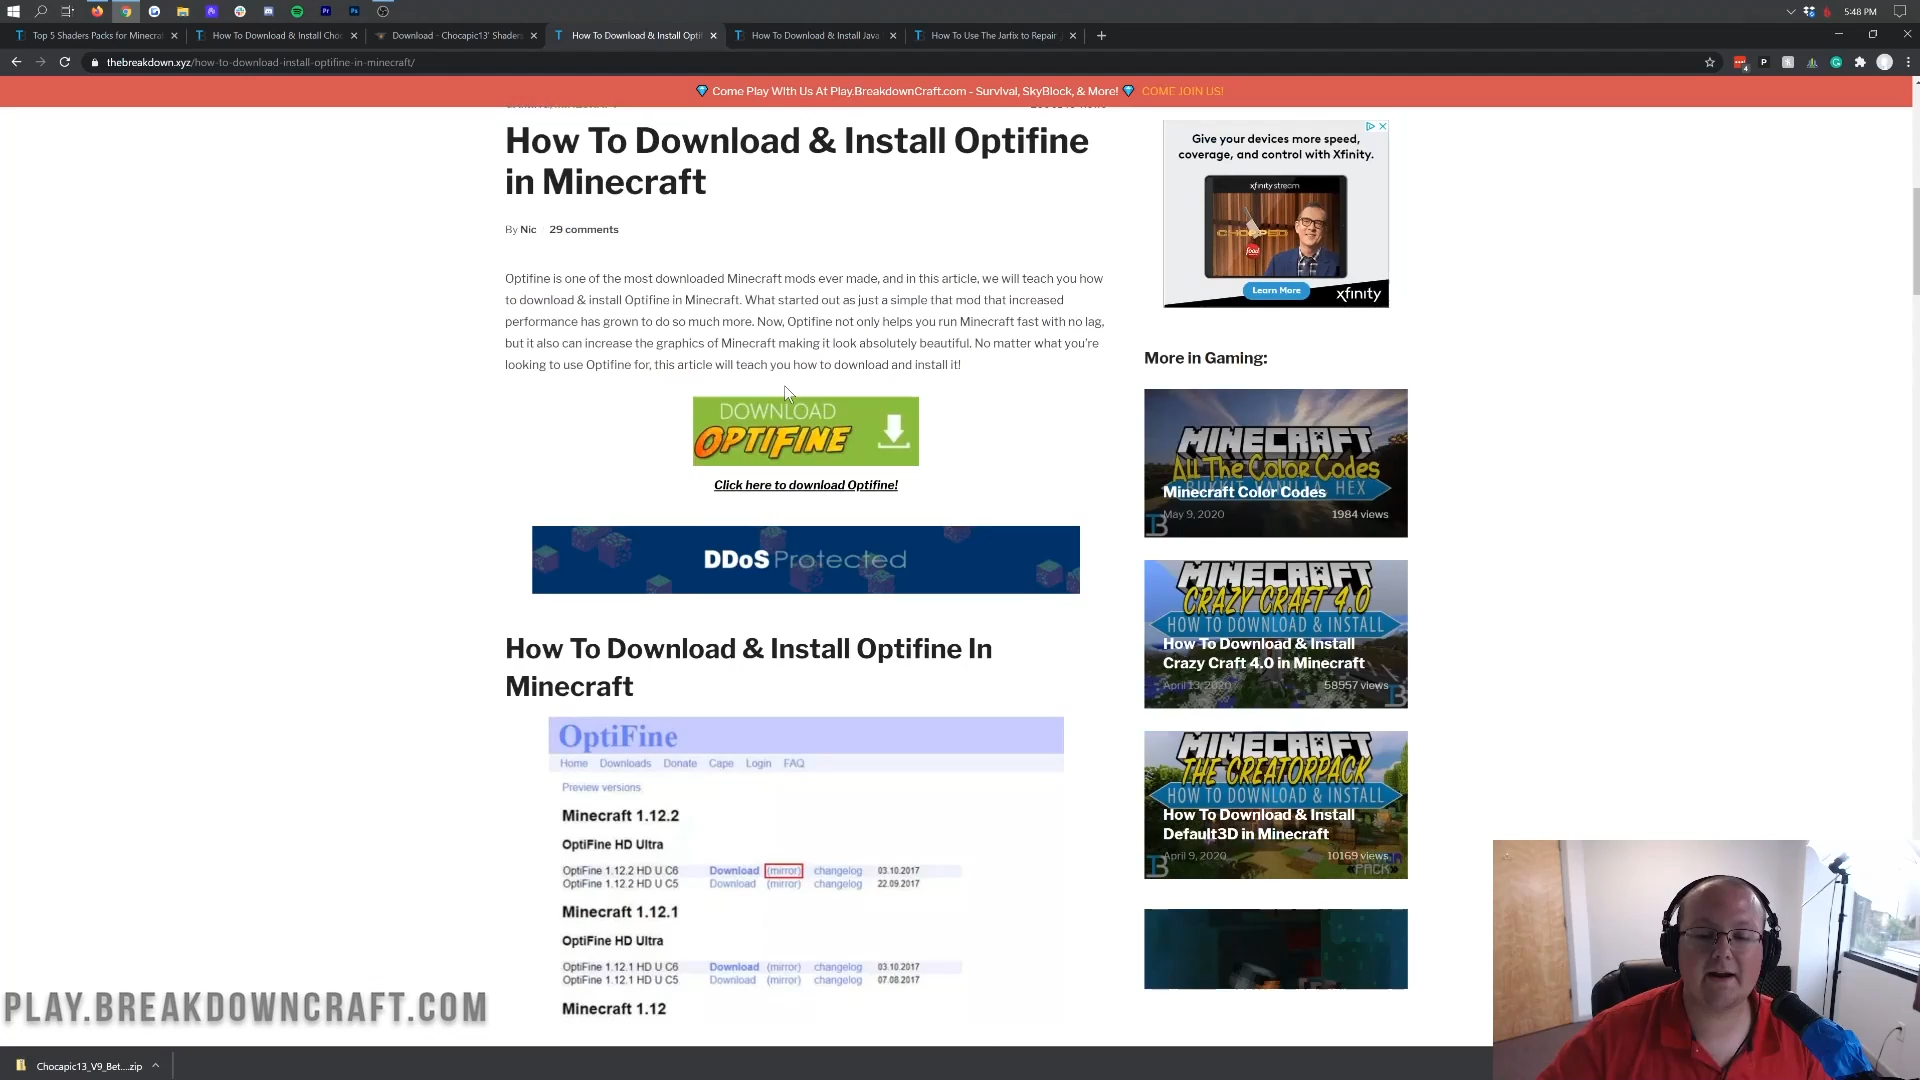 5:48 PM
Top 5 Shaders Packs for Minecraf
How To Download & Install Choc
Download - Chocapic13' Shaders
How To Download & Install Optif
How To Download & Install Java
How To Use The Jarfix to Repair
thebreakdown.xyz/how-to-download-install-optifine-in-minecraft/
Come Play With Us At Play.BreakdownCraft.com - Survival, SkyBlock, & More! COME JOIN US!
How To Download & Install Optifine
in Minecraft
By Nic 29 comments
Optifine is one of the most downloaded Minecraft mods ever made, and in this article, we will teach you how
to download & install Optifine in Minecraft. What started out as just a simple that mod that increased
performance has grown to do so much more. Now, Optifine not only helps you run Minecraft fast with no lag,
but it also can increase the graphics of Minecraft making it look absolutely beautiful. No matter what you're
looking to use Optifine for, this article will teach you how to download and install it!
DOWNLOAD
OPTIFINE
Click here to download Optifine!
DDoS Protected
How To Download & Install Optifine In
Minecraft
OptiFine
Home Downloads Donate Cape Login FAQ
Preview versions
Minecraft 1.12.2
OptiFine HD Ultra
OptiFine 1.12.2 HD U C6 Download (mirror) changelog 03.10.2017
OptiFine 1.12.2 HD U C5 Download (mirror) changelog 22.09.2017
Minecraft 1.12.1
OptiFine HD Ultra
OptiFine 1.12.1 HD U C6 Download (mirror) changelog 03.10.2017
OptiFine 1.12.1 HD U C5 Download (mirror) changelog 07.08.2017
Minecraft 1.12
Give your devices more speed,
coverage, and control with Xfinity.
xfinity stream
CHOPPED
food
Learn More
xfinity
More in Gaming:
MINECRAFT
All The Color Codes
BUKKIT VANILLA HEX
Minecraft Color Codes
May 9, 2020 1984 views
MINECRAFT
CRAZY CRAFT 4.0
HOW TO DOWNLOAD & INSTALL
How To Download & Install
Crazy Craft 4.0 in Minecraft
April 13, 2020 58557 views
MINECRAFT
THE CREATORPACK
HOW TO DOWNLOAD & INSTALL
How To Download & Install
Default3D in Minecraft
April 9, 2020 10169 views
PACK
PLAY.BREAKDOWNCRAFT.COM
Chocapic13_V9_Bet....zip